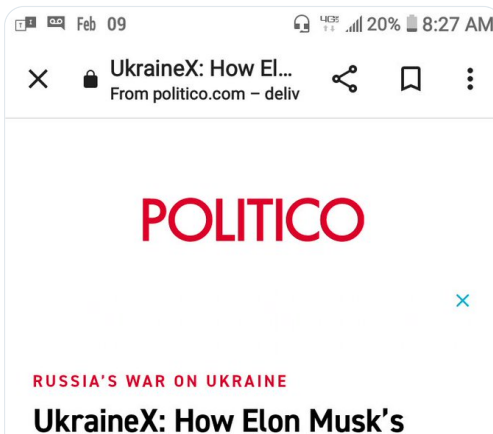 Feb 09 4G 20% 8:27 AM
UkraineX: How El...
From politico.com – deliv
POLITICO
RUSSIA'S WAR ON UKRAINE
UkraineX: How Elon Musk's